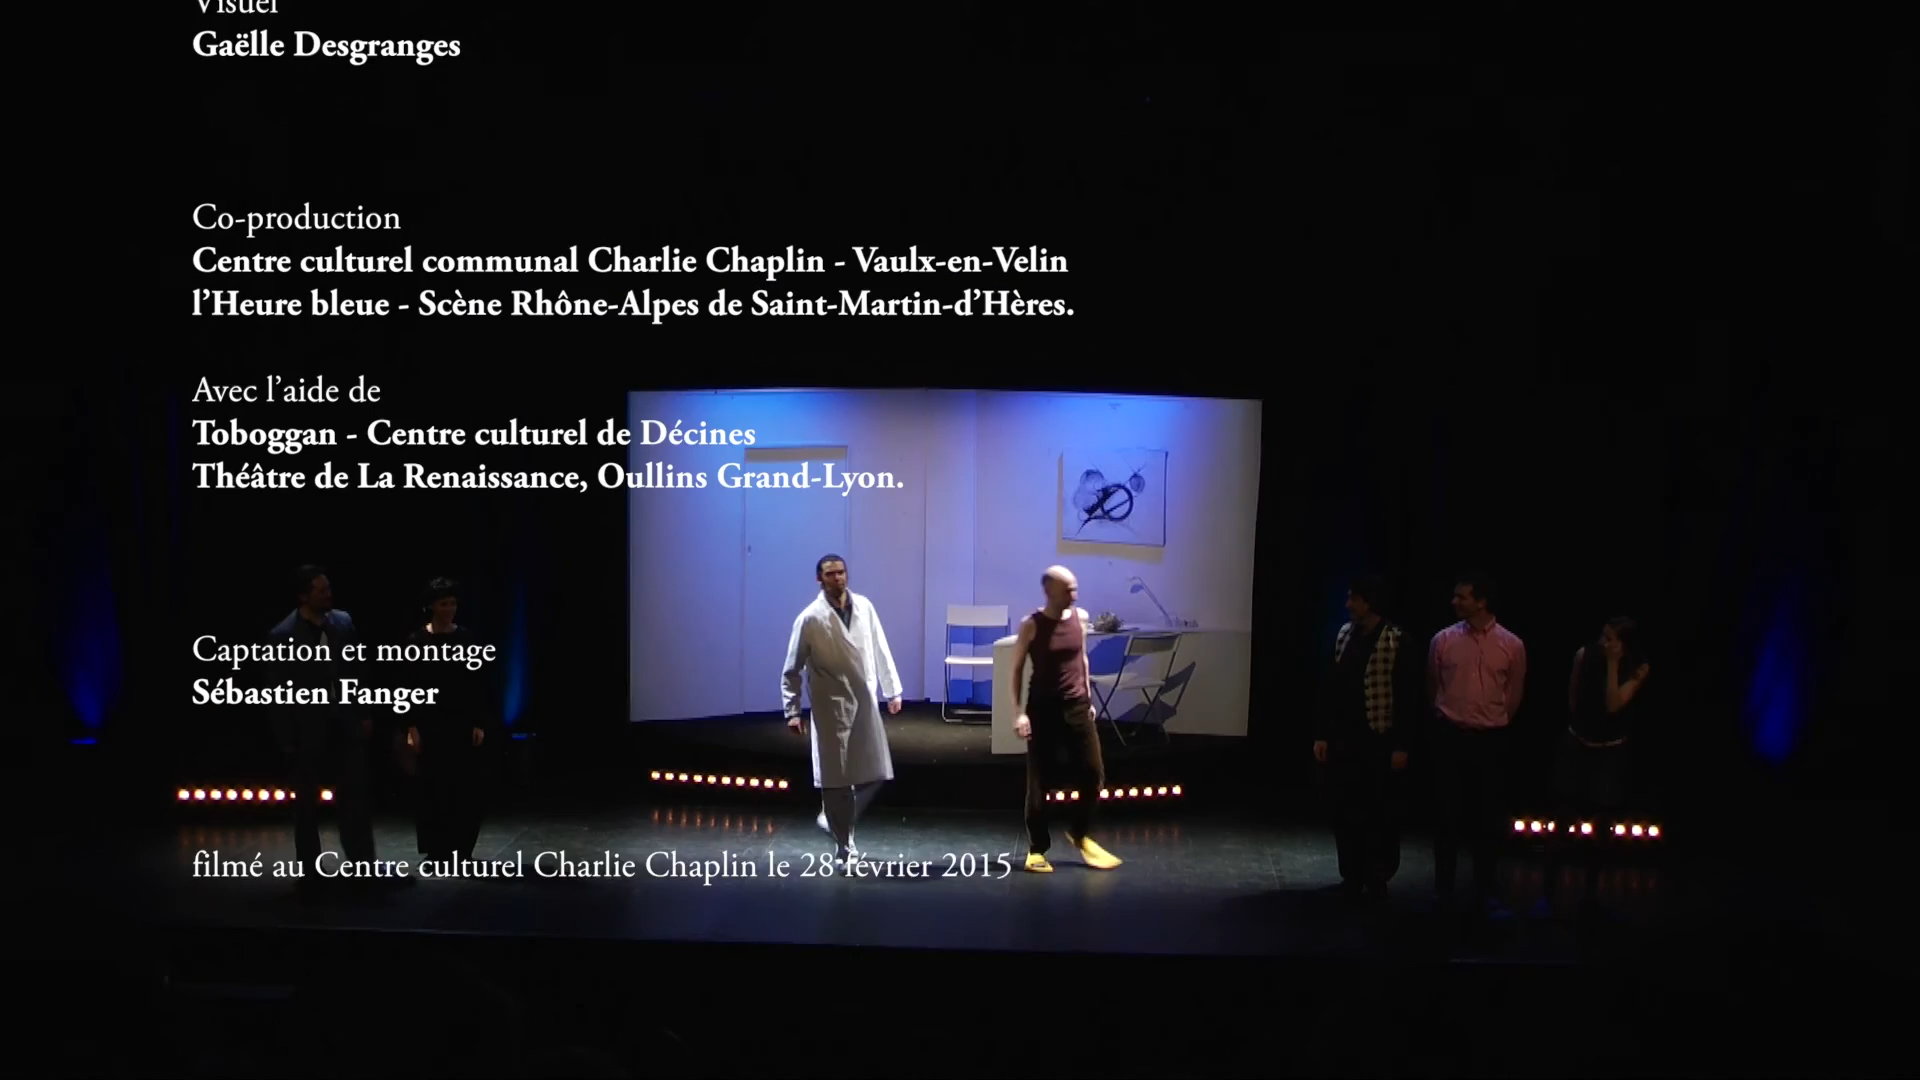 Visuel
Gaëlle Desgranges
Co-production
Centre culturel communal Charlie Chaplin - Vaulx-en-Velin
l’Heure bleue - Scène Rhône-Alpes de Saint-Martin-d’Hères.
Avec l’aide de
Toboggan - Centre culturel de Décines
Théâtre de La Renaissance, Oullins Grand-Lyon.
Captation et montage
Sébastien Fanger
filmé au Centre culturel Charlie Chaplin le 28 février 2015